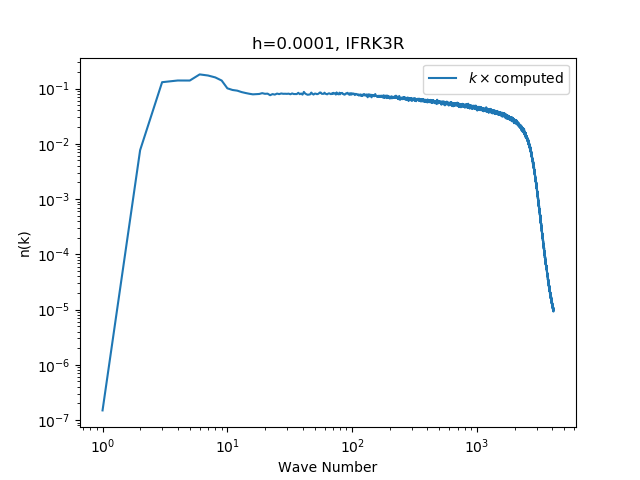 h=0.0001, IFRK3R
k × computed
n(k)
10⁻¹
10⁻²
10⁻³
10⁻⁴
10⁻⁵
10⁻⁶
10⁻⁷
10⁰ 10¹ 10² 10³
Wave Number